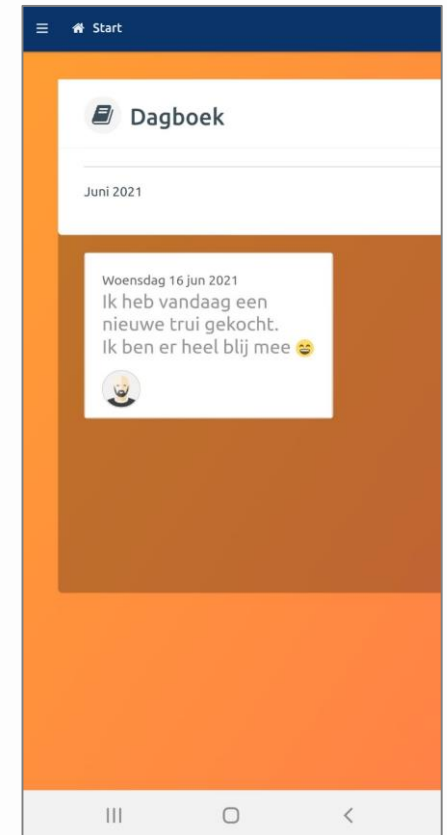 Start
Dagboek
Juni 2021
Woensdag 16 jun 2021
Ik heb vandaag een
nieuwe trui gekocht.
Ik ben er heel blij mee 😄